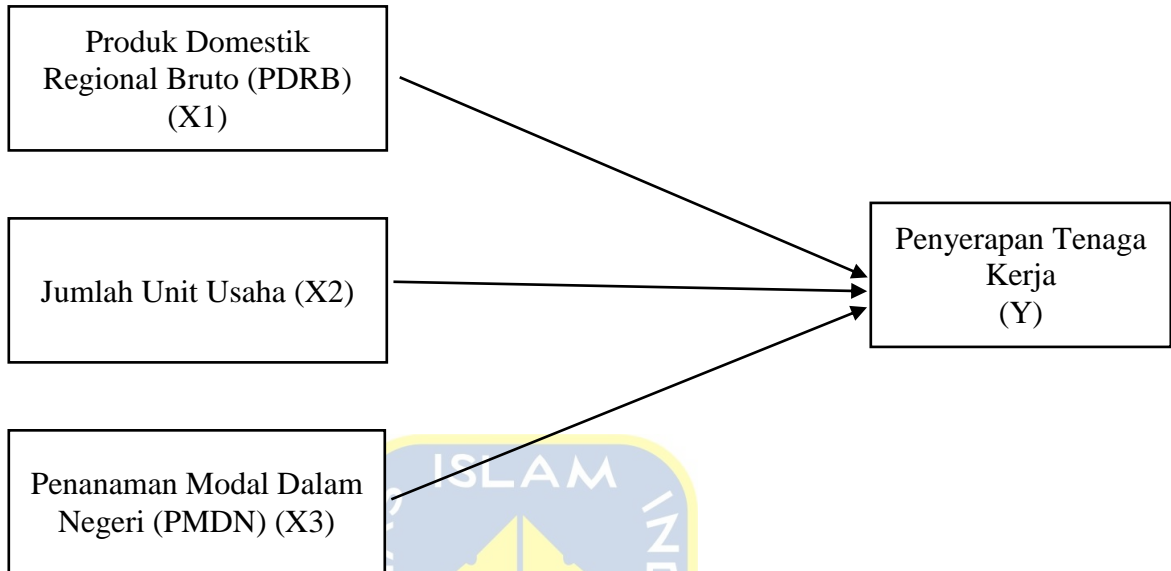 Produk Domestik
Regional Bruto (PDRB)
(X1)
Jumlah Unit Usaha (X2)
Penanaman Modal Dalam
Negeri (PMDN) (X3)
Penyerapan Tenaga
Kerja
(Y)
ISLAM